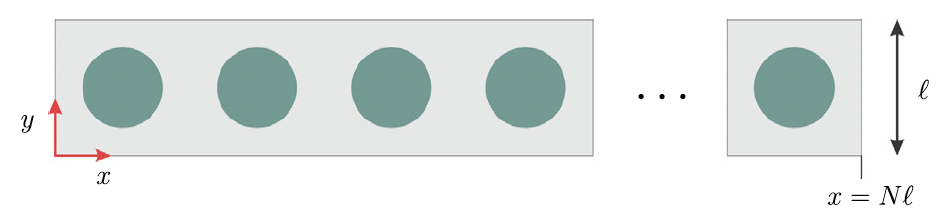 . . .
y
ℓ
x
x = Nℓ